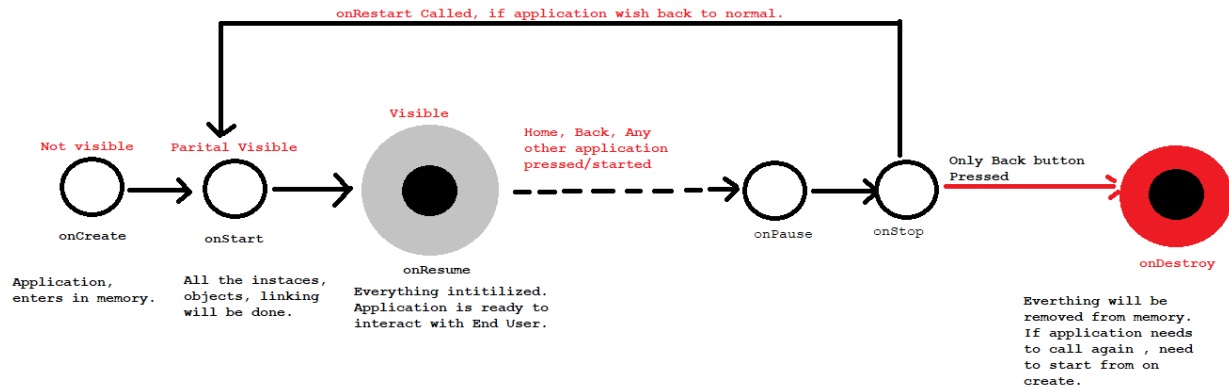 onRestart Called, if application wish back to normal.
Visible
Not visible
Parital Visible
Home, Back, Any
other application
pressed/started
Only Back button
Pressed
onCreate
onStart
onResume
onPause
onStop
onDestroy
Application,
enters in memory.
All the instaces,
objects, linking
will be done.
Everything intitilized.
Application is ready to
interact with End User.
Everthing will be
removed from memory.
If application needs
to call again , need
to start from on
create.